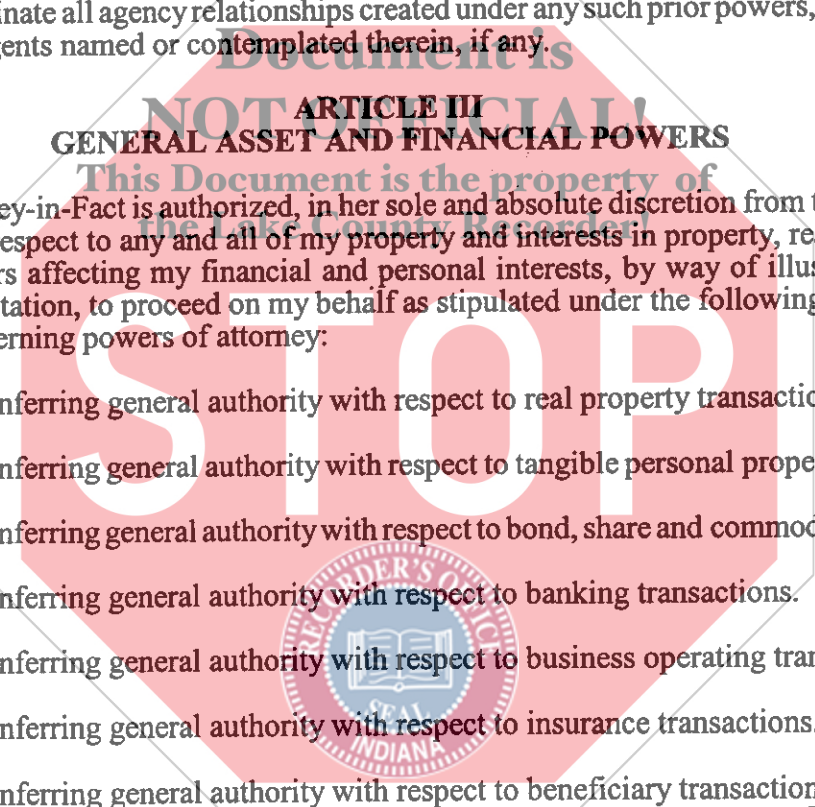 inate all agency relationships created under any such prior powers,
gents named or contemplated therein, if any.
Document is
NOT OFFICIAL!
ARTICLE III
GENERAL ASSET AND FINANCIAL POWERS
This Document is the property of
ey-in-Fact is authorized, in her sole and absolute discretion from t
the Lake County Recorder!
espect to any and all of my property and interests in property, re
rs affecting my financial and personal interests, by way of illus
tation, to proceed on my behalf as stipulated under the following
erning powers of attorney:
STOP
nferring general authority with respect to real property transactio
nferring general authority with respect to tangible personal prope
nferring general authority with respect to bond, share and commod
nferring general authority with respect to banking transactions.
nferring general authority with respect to business operating tran
nferring general authority with respect to insurance transactions.
nferring general authority with respect to beneficiary transaction
RECORDER'S OFFIC
SEAL
INDIANA